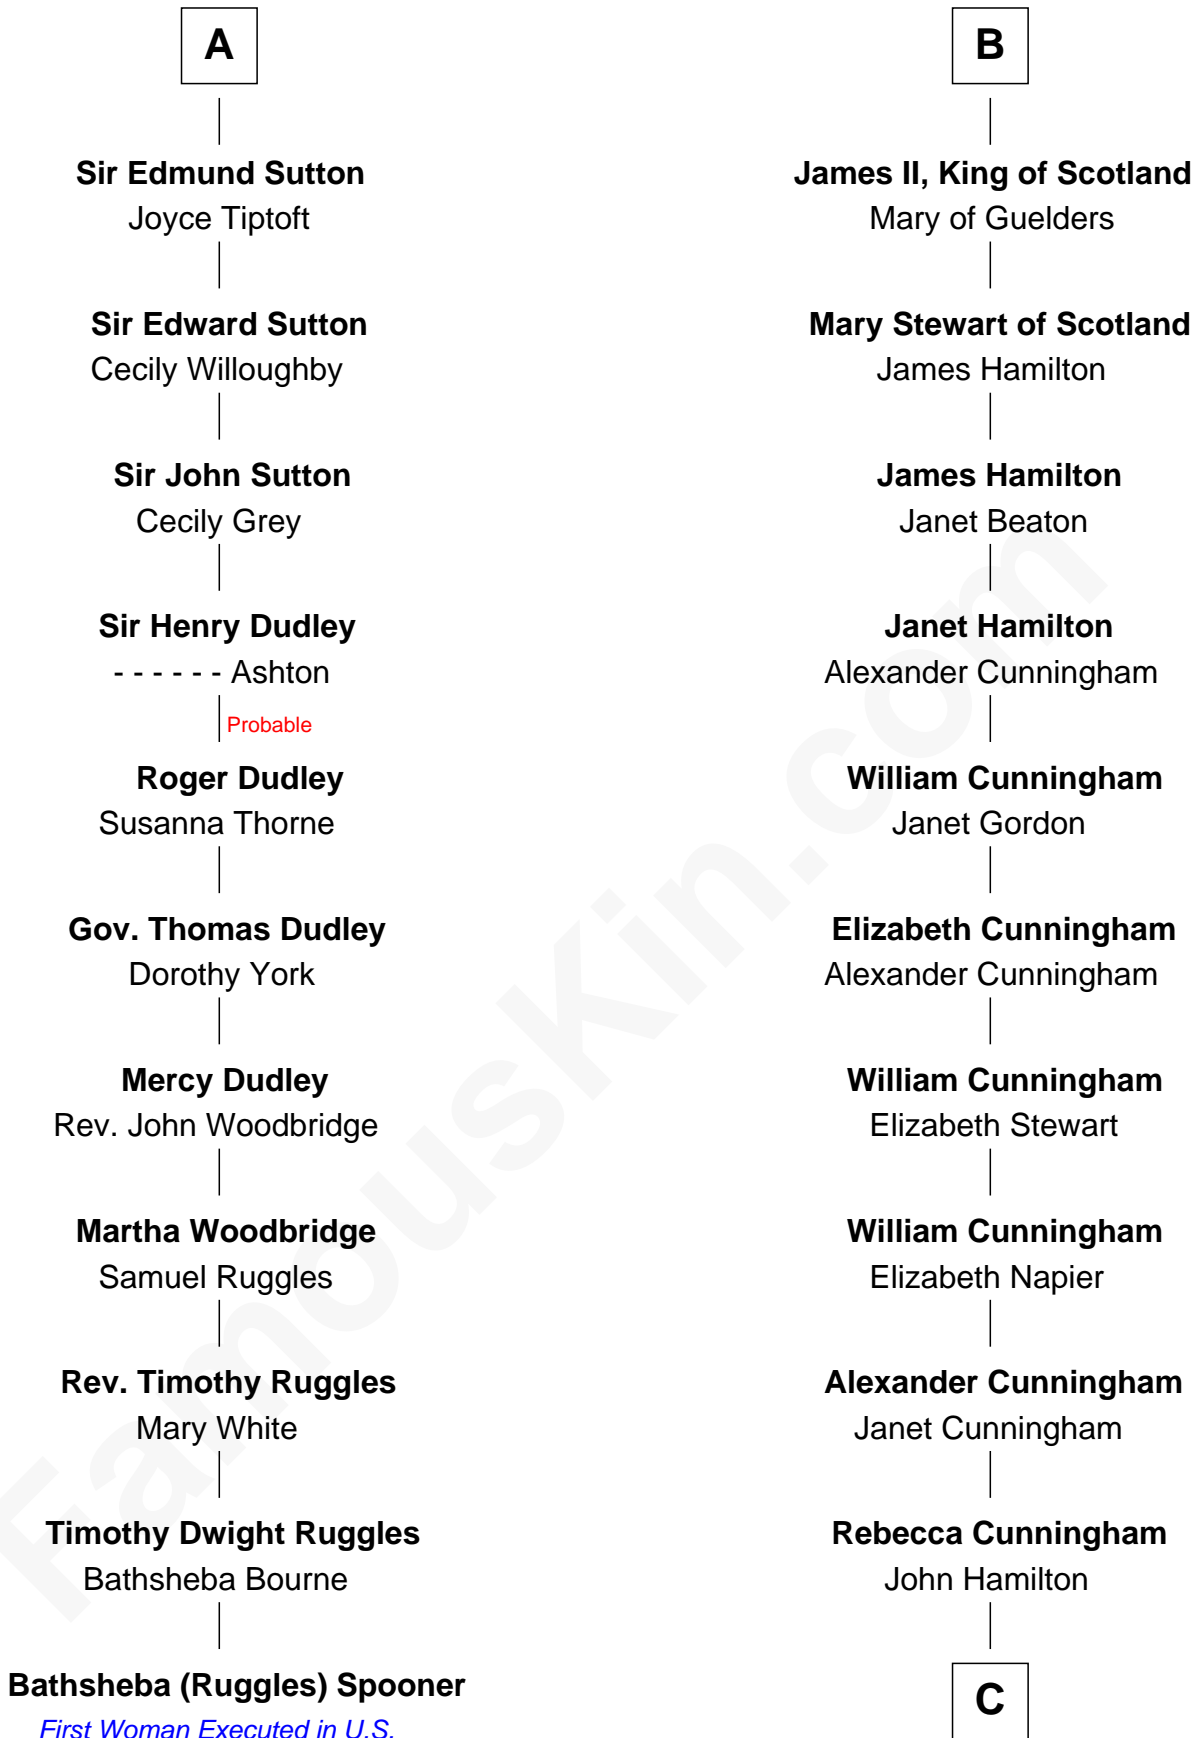 A
Sir Edmund Sutton
Joyce Tiptoft
Sir Edward Sutton
Cecily Willoughby
Sir John Sutton
Cecily Grey
Sir Henry Dudley
- - - - - - Ashton
Probable
Roger Dudley
Susanna Thorne
Gov. Thomas Dudley
Dorothy York
Mercy Dudley
Rev. John Woodbridge
Martha Woodbridge
Samuel Ruggles
Rev. Timothy Ruggles
Mary White
Timothy Dwight Ruggles
Bathsheba Bourne
Bathsheba (Ruggles) Spooner
First Woman Executed in U.S.
B
James II, King of Scotland
Mary of Guelders
Mary Stewart of Scotland
James Hamilton
James Hamilton
Janet Beaton
Janet Hamilton
Alexander Cunningham
William Cunningham
Janet Gordon
Elizabeth Cunningham
Alexander Cunningham
William Cunningham
Elizabeth Stewart
William Cunningham
Elizabeth Napier
Alexander Cunningham
Janet Cunningham
Rebecca Cunningham
John Hamilton
C
FamousKin.com